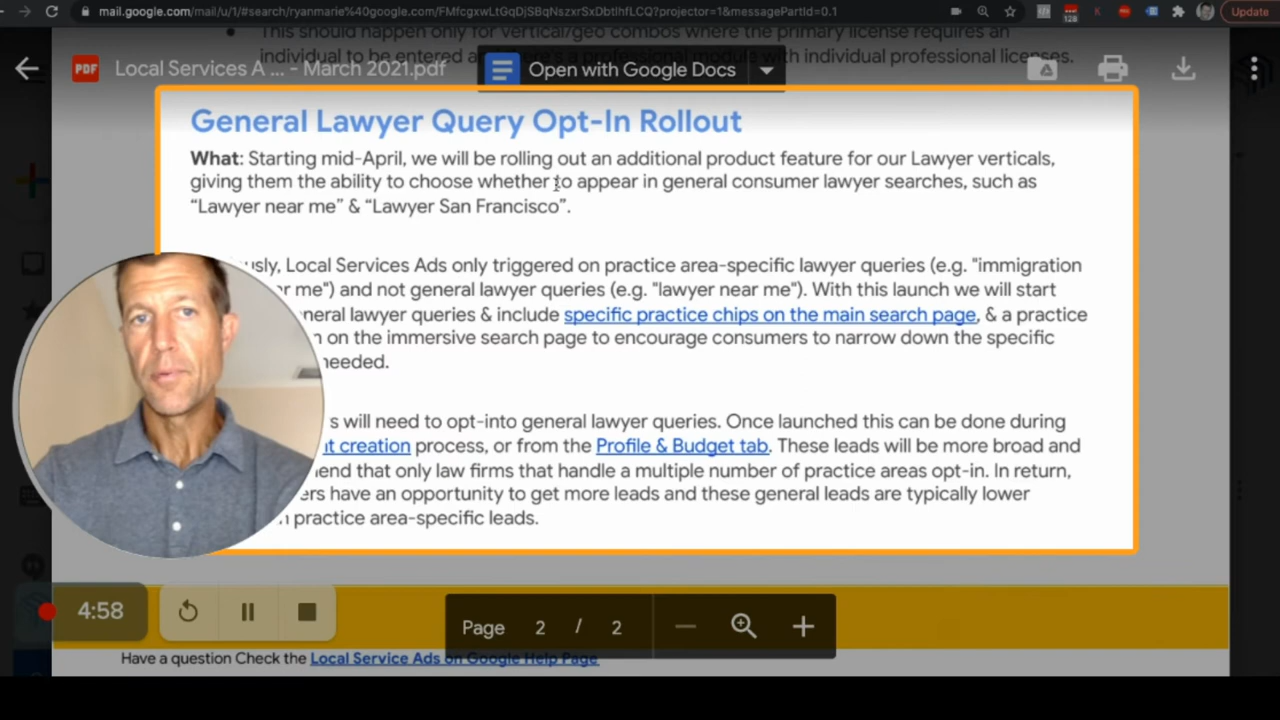 mail.google.com/mail/u/1/#search/ryanmarie%40google.com/FMfcgxwLtGqDjSBqNszxrSxDbtlhfLCQ?projector=1&messagePartId=0.1
128
K
Update
This should happen only for vertical/geo combos where the primary license requires an
individual to be entered a professional module with individual professional licenses.
PDF Local Services A ... - March 2021.pdf
Open with Google Docs
General Lawyer Query Opt-In Rollout
What: Starting mid-April, we will be rolling out an additional product feature for our Lawyer verticals,
giving them the ability to choose whether to appear in general consumer lawyer searches, such as
“Lawyer near me” & “Lawyer San Francisco”.
usly, Local Services Ads only triggered on practice area-specific lawyer queries (e.g. "immigration
r me") and not general lawyer queries (e.g. "lawyer near me"). With this launch we will start
neral lawyer queries & include specific practice chips on the main search page, & a practice
n on the immersive search page to encourage consumers to narrow down the specific
needed.
s will need to opt-into general lawyer queries. Once launched this can be done during
nt creation process, or from the Profile & Budget tab. These leads will be more broad and
end that only law firms that handle a multiple number of practice areas opt-in. In return,
ers have an opportunity to get more leads and these general leads are typically lower
n practice area-specific leads.
4:58
Page 2 / 2
Have a question Check the Local Service Ads on Google Help Page